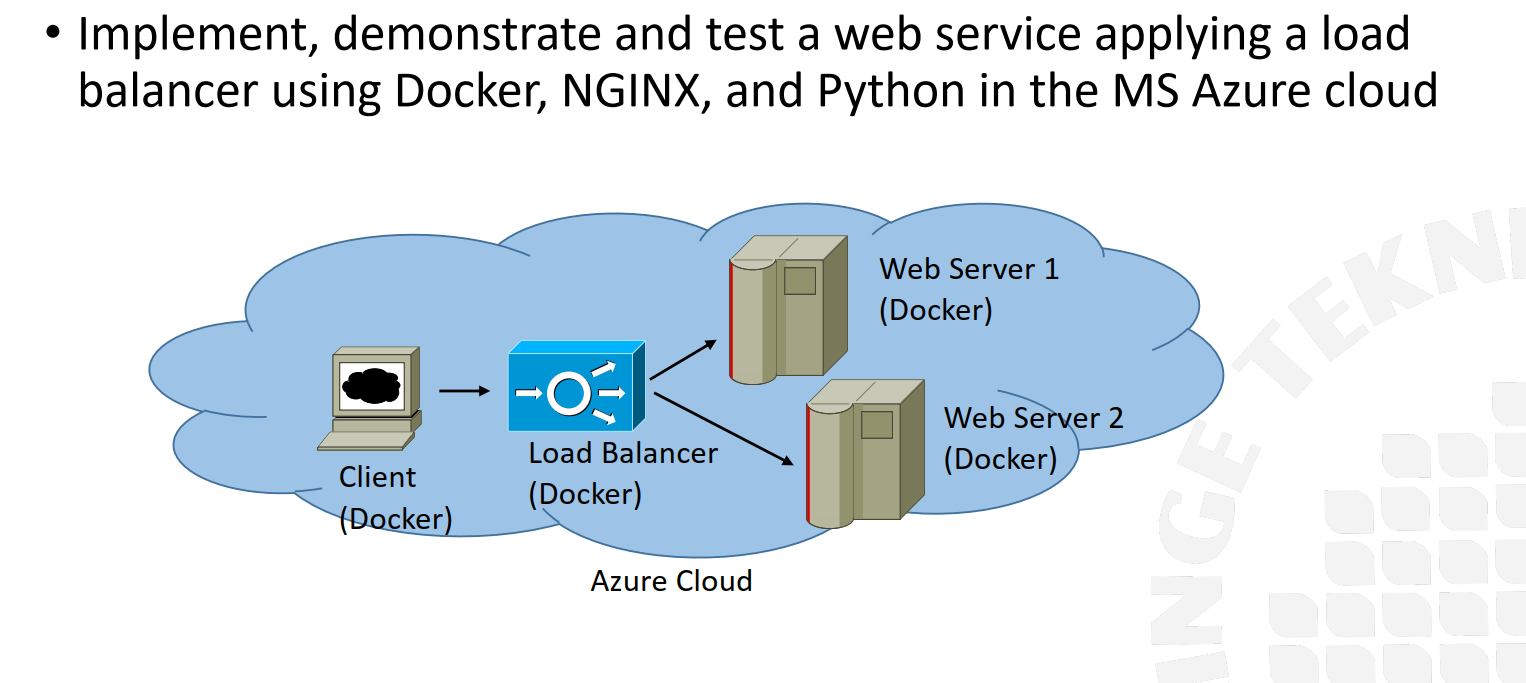 • Implement, demonstrate and test a web service applying a load
balancer using Docker, NGINX, and Python in the MS Azure cloud
Web Server 1
(Docker)
Web Server 2
(Docker)
Load Balancer
(Docker)
Client
(Docker)
Azure Cloud
INGE TEKN